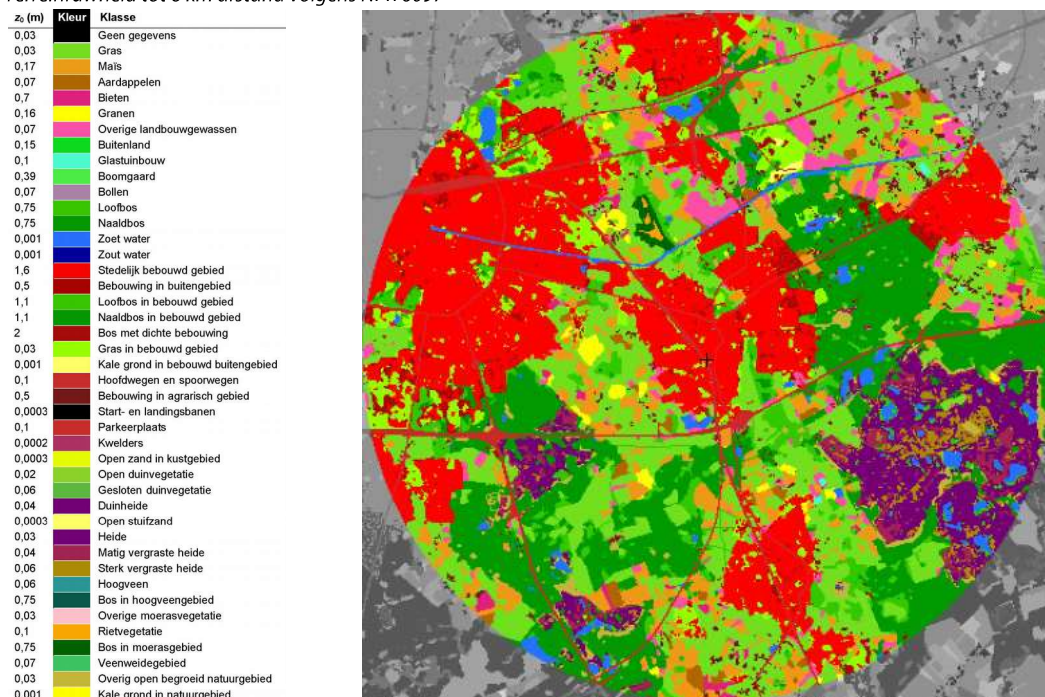 z₀ (m) Kleur Klasse
0,03 Geen gegevens
0,03 Gras
0,17 Maïs
0,07 Aardappelen
0,7 Bieten
0,16 Granen
0,07 Overige landbouwgewassen
0,15 Buitenland
0,1 Glastuinbouw
0,39 Boomgaard
0,07 Bollen
0,75 Loofbos
0,75 Naaldbos
0,001 Zoet water
0,001 Zout water
1,6 Stedelijk bebouwd gebied
0,5 Bebouwing in buitengebied
1,1 Loofbos in bebouwd gebied
1,1 Naaldbos in bebouwd gebied
2 Bos met dichte bebouwing
0,03 Gras in bebouwd gebied
0,001 Kale grond in bebouwd buitengebied
0,1 Hoofdwegen en spoorwegen
0,5 Bebouwing in agrarisch gebied
0,0003 Start- en landingsbanen
0,1 Parkeerplaats
0,0002 Kwelders
0,0003 Open zand in kustgebied
0,02 Open duinvegetatie
0,06 Gesloten duinvegetatie
0,04 Duinheide
0,0003 Open stuifzand
0,03 Heide
0,04 Matig vergraste heide
0,06 Sterk vergraste heide
0,06 Hoogveen
0,75 Bos in hoogveengebied
0,03 Overige moerasvegetatie
0,1 Rietvegetatie
0,75 Bos in moerasgebied
0,07 Veenweidegebied
0,03 Overig open begroeid natuurgebied
0,001 Kale grond in natuurgebied